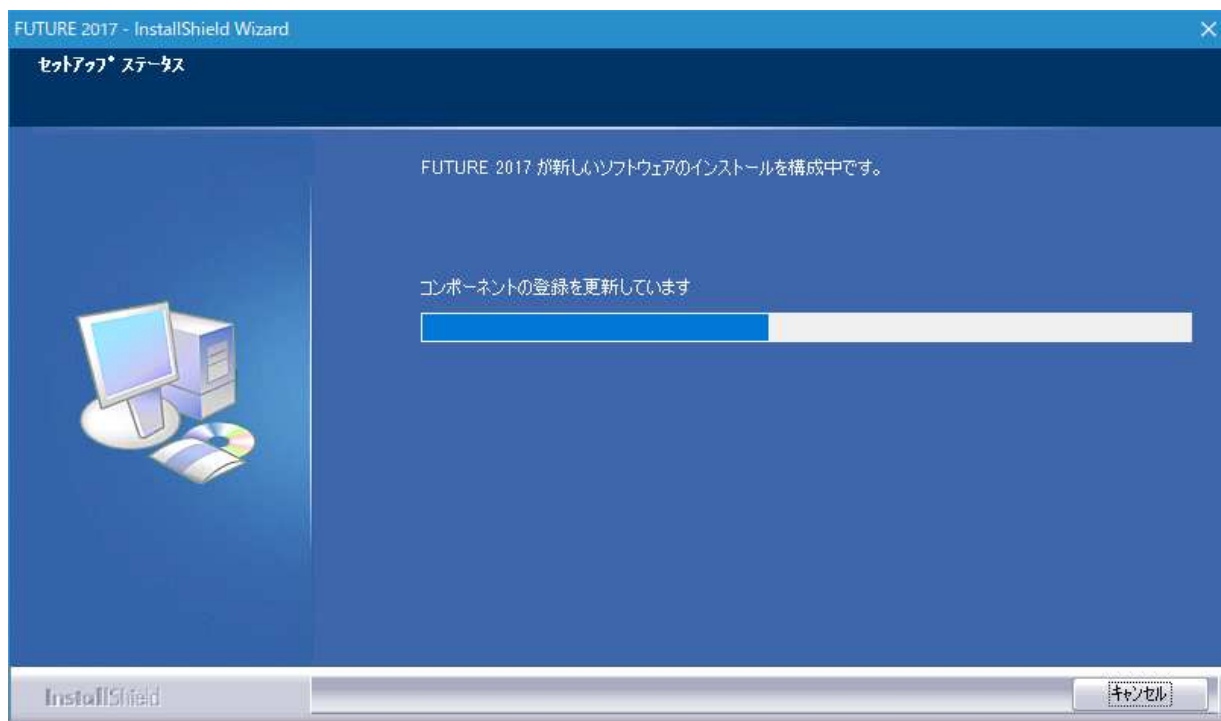 FUTURE 2017 - InstallShield Wizard
セットアップ ステータス
FUTURE 2017 が新しいソフトウェアのインストールを構成中です。
コンポーネントの登録を更新しています
InstallShield
キャンセル